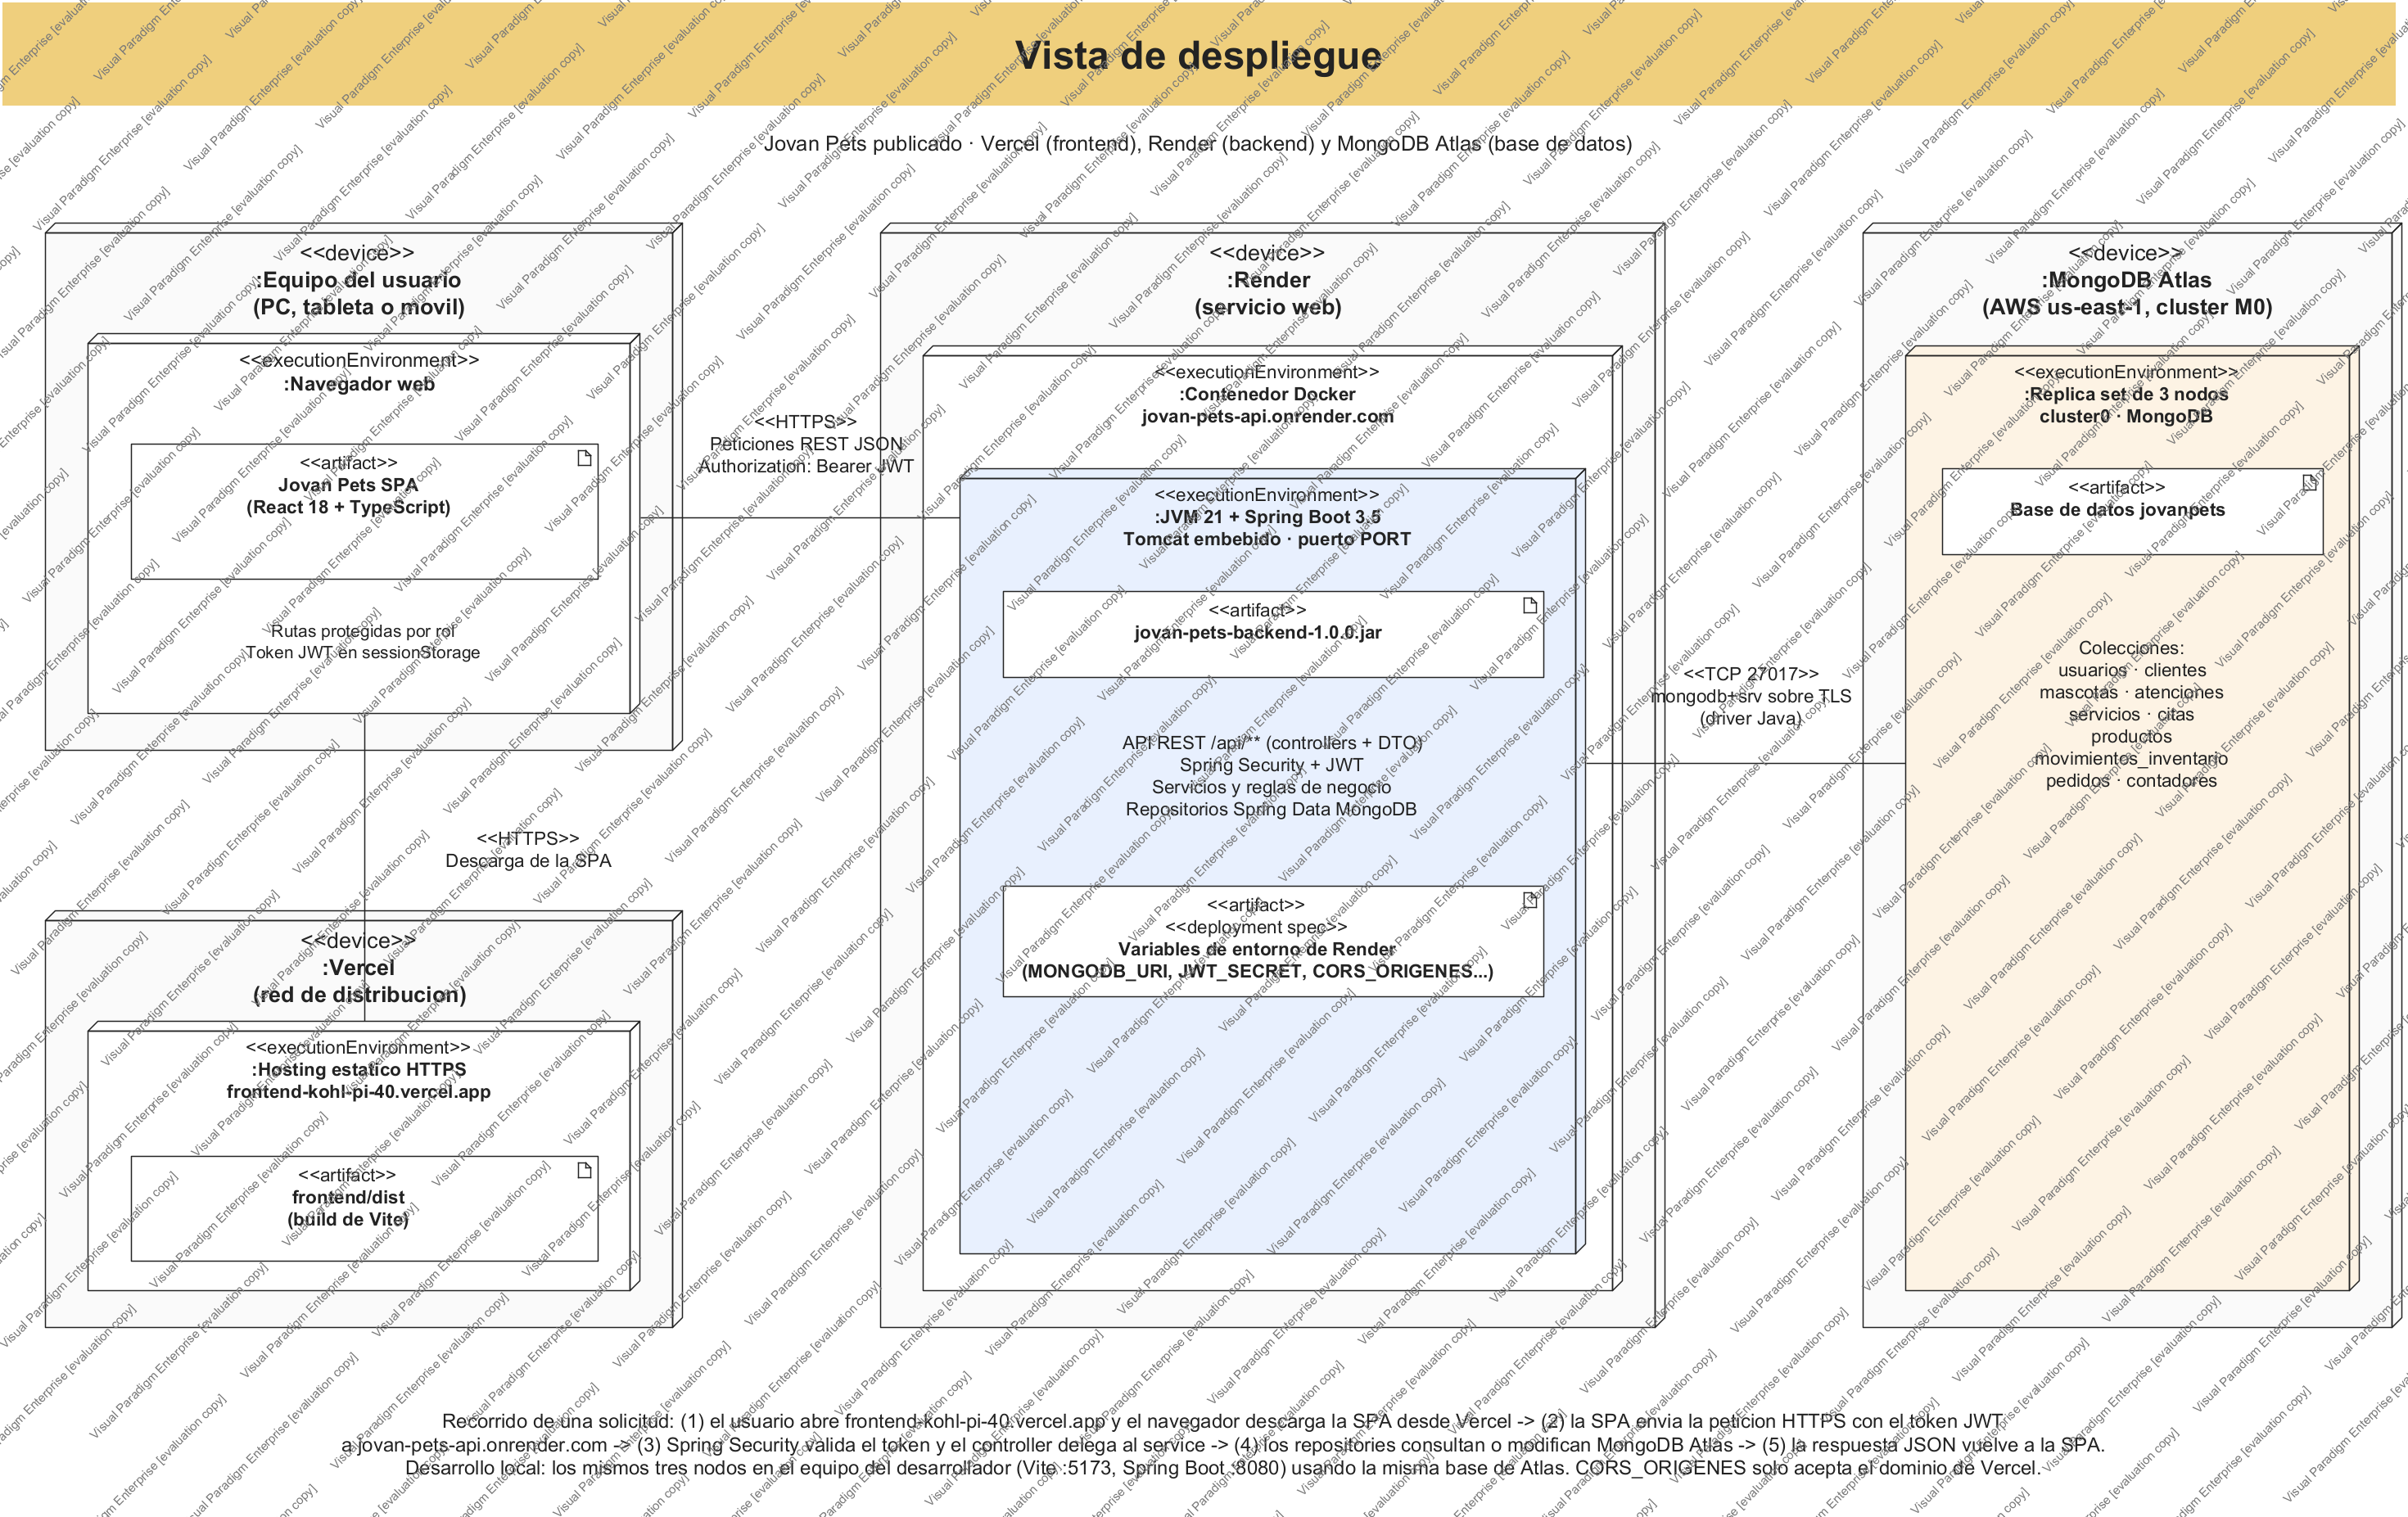 Vista de despliegue
Jovan Pets publicado · Vercel (frontend), Render (backend) y MongoDB Atlas (base de datos)
<<device>>
:Equipo del usuario
(PC, tableta o movil)
<<executionEnvironment>>
:Navegador web
<<artifact>>
Jovan Pets SPA
(React 18 + TypeScript)
Rutas protegidas por rol
Token JWT en sessionStorage
<<HTTPS>>
Peticiones REST JSON
Authorization: Bearer JWT
<<HTTPS>>
Descarga de la SPA
<<device>>
:Vercel
(red de distribucion)
<<executionEnvironment>>
:Hosting estatico HTTPS
frontend-kohl-pi-40.vercel.app
<<artifact>>
frontend/dist
(build de Vite)
<<device>>
:Render
(servicio web)
<<executionEnvironment>>
:Contenedor Docker
jovan-pets-api.onrender.com
<<executionEnvironment>>
:JVM 21 + Spring Boot 3.5
Tomcat embebido · puerto PORT
<<artifact>>
jovan-pets-backend-1.0.0.jar
API REST /api/** (controllers + DTO)
Spring Security + JWT
Servicios y reglas de negocio
Repositorios Spring Data MongoDB
<<artifact>>
<<deployment spec>>
Variables de entorno de Render
(MONGODB_URI, JWT_SECRET, CORS_ORIGENES...)
<<TCP 27017>>
mongodb+srv sobre TLS
(driver Java)
<<device>>
:MongoDB Atlas
(AWS us-east-1, cluster M0)
<<executionEnvironment>>
:Replica set de 3 nodos
cluster0 · MongoDB
<<artifact>>
Base de datos jovanpets
Colecciones:
usuarios · clientes
mascotas · atenciones
servicios · citas
productos
movimientos_inventario
pedidos · contadores
Recorrido de una solicitud: (1) el usuario abre frontend-kohl-pi-40.vercel.app y el navegador descarga la SPA desde Vercel -> (2) la SPA envia la peticion HTTPS con el token JWT
a jovan-pets-api.onrender.com -> (3) Spring Security valida el token y el controller delega al service -> (4) los repositories consultan o modifican MongoDB Atlas -> (5) la respuesta JSON vuelve a la SPA.
Desarrollo local: los mismos tres nodos en el equipo del desarrollador (Vite :5173, Spring Boot :8080) usando la misma base de Atlas. CORS_ORIGENES solo acepta el dominio de Vercel.
Visual Paradigm Enterprise [evaluation copy]